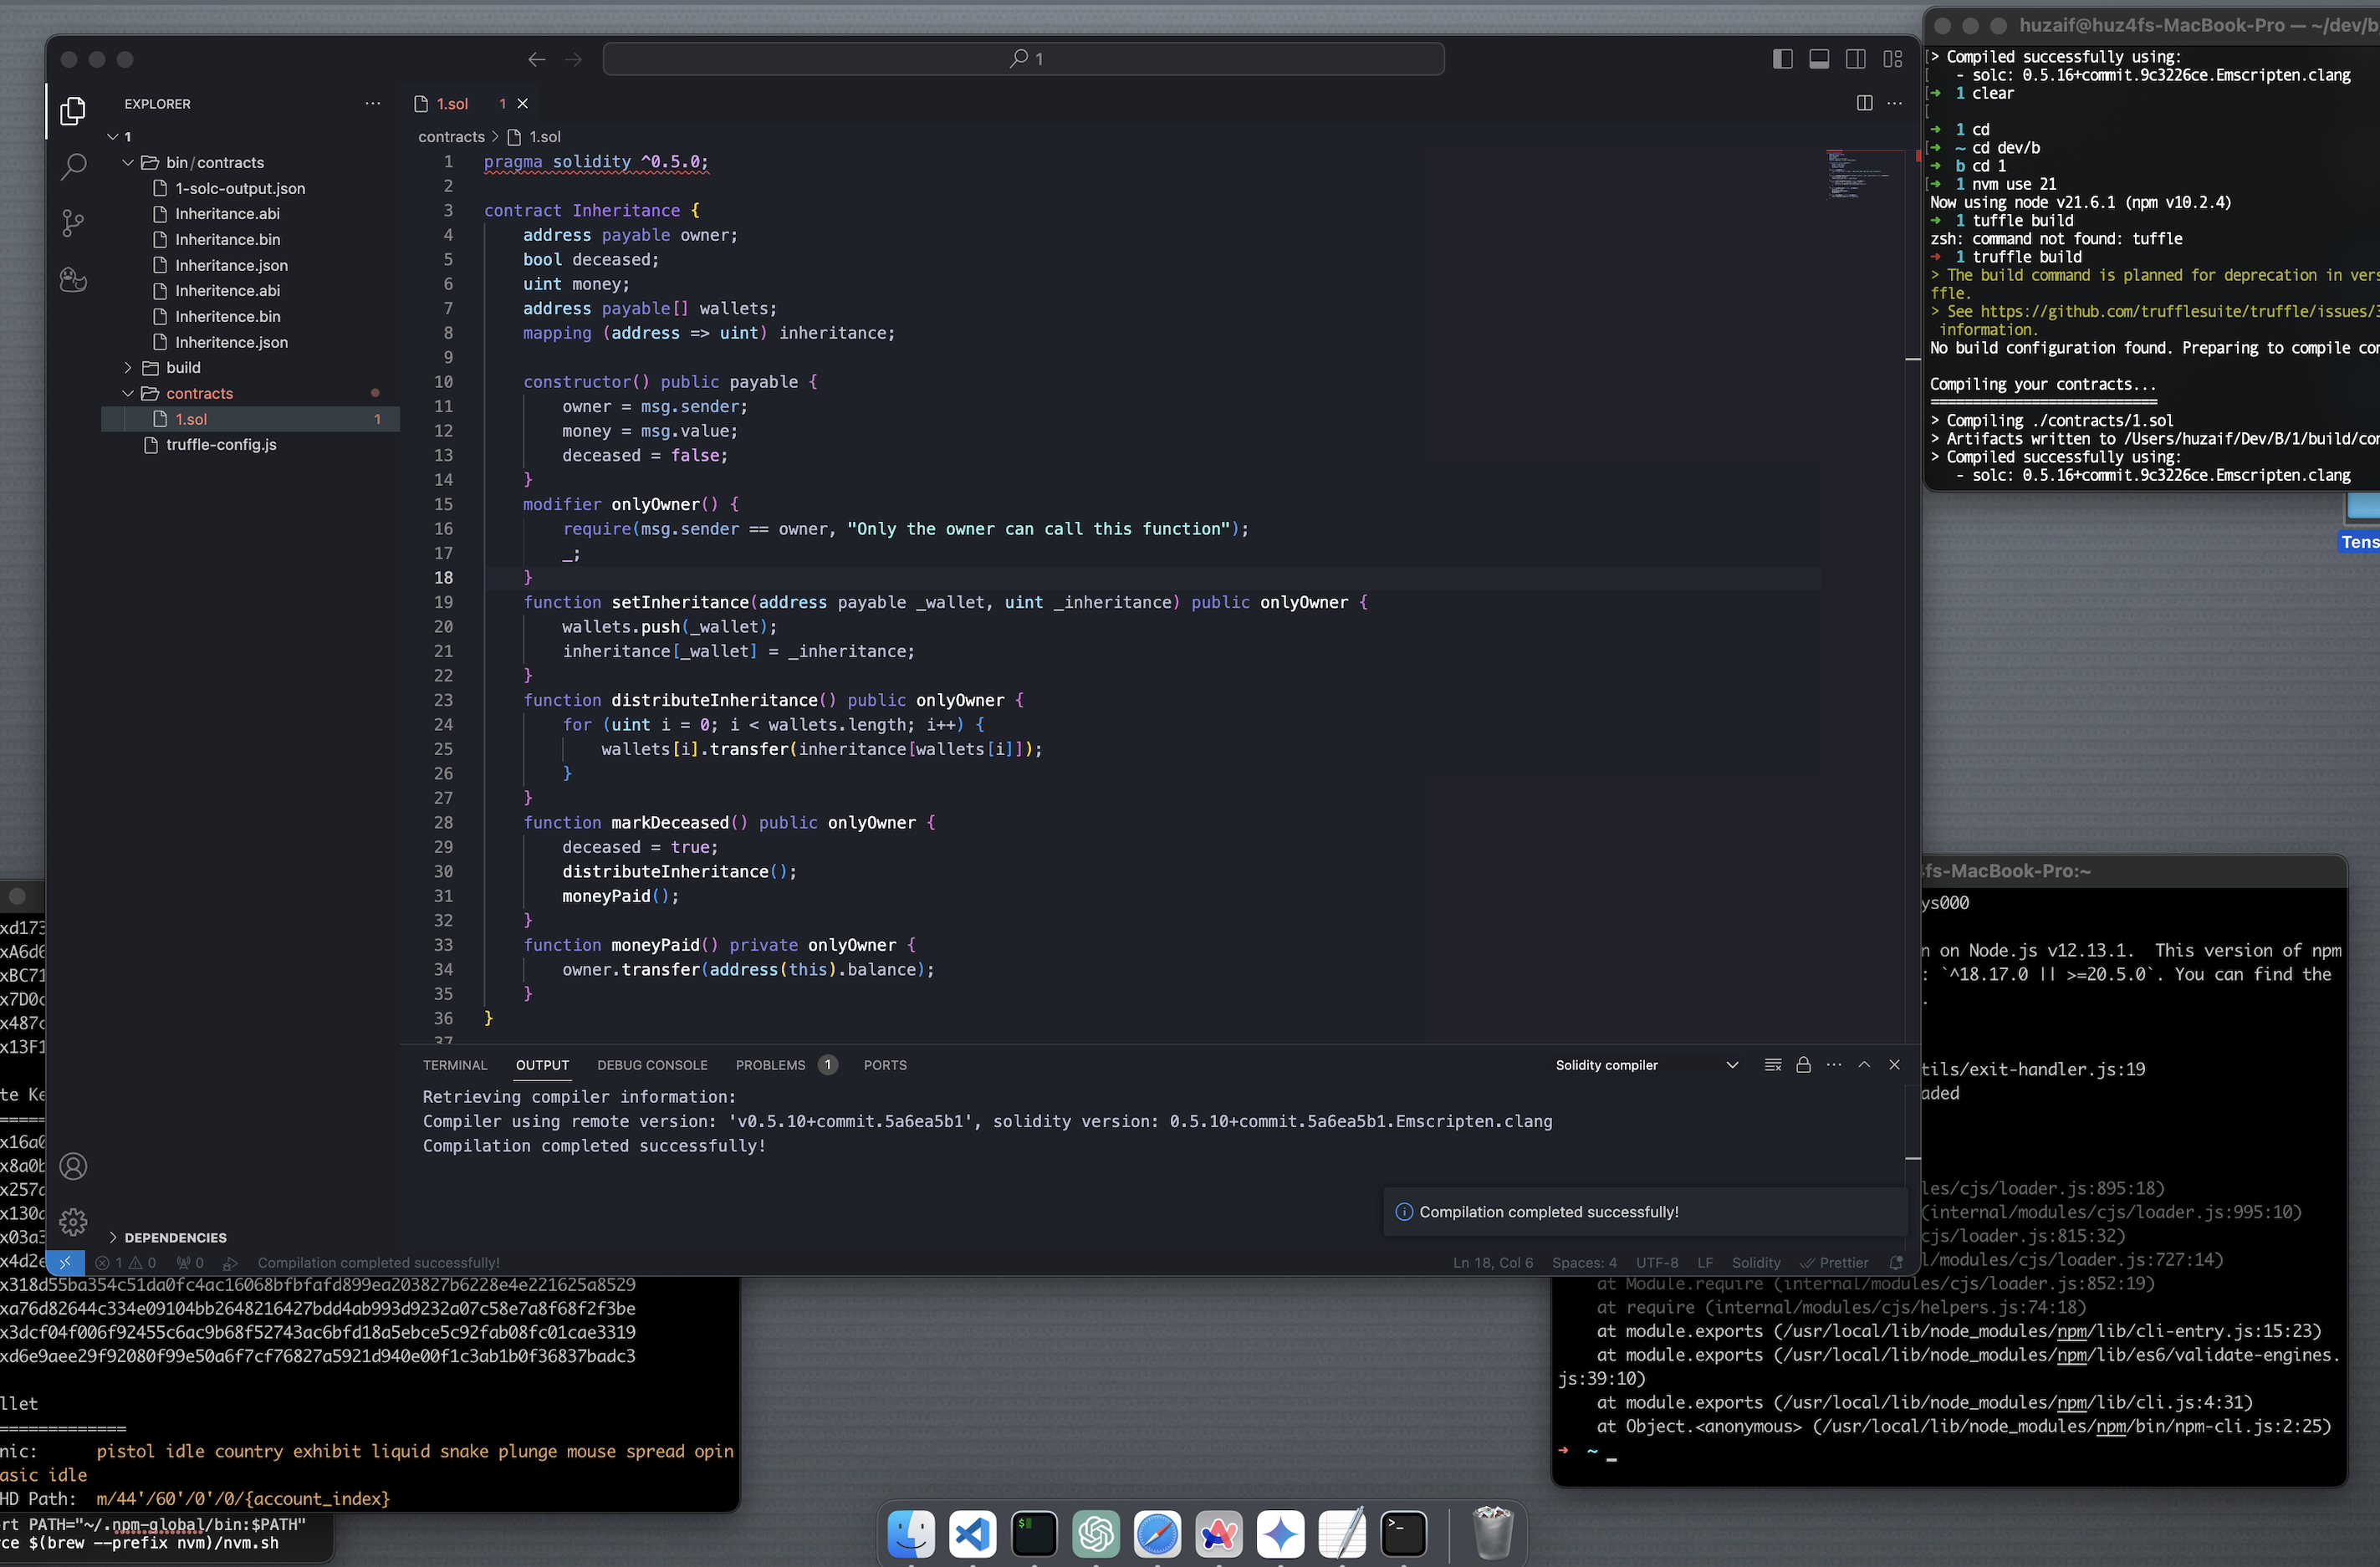 1
EXPLORER
1
bin/contracts
1-solc-output.json
Inheritance.abi
Inheritance.bin
Inheritance.json
Inheritence.abi
Inheritence.bin
Inheritence.json
build
contracts
1.sol 1
truffle-config.js
DEPENDENCIES
1.sol 1
contracts > 1.sol
1 pragma solidity ^0.5.0;
2
3 contract Inheritance {
4 address payable owner;
5 bool deceased;
6 uint money;
7 address payable[] wallets;
8 mapping (address => uint) inheritance;
9
10 constructor() public payable {
11 owner = msg.sender;
12 money = msg.value;
13 deceased = false;
14 }
15 modifier onlyOwner() {
16 require(msg.sender == owner, "Only the owner can call this function");
17 _;
18 }
19 function setInheritance(address payable _wallet, uint _inheritance) public onlyOwner {
20 wallets.push(_wallet);
21 inheritance[_wallet] = _inheritance;
22 }
23 function distributeInheritance() public onlyOwner {
24 for (uint i = 0; i < wallets.length; i++) {
25 wallets[i].transfer(inheritance[wallets[i]]);
26 }
27 }
28 function markDeceased() public onlyOwner {
29 deceased = true;
30 distributeInheritance();
31 moneyPaid();
32 }
33 function moneyPaid() private onlyOwner {
34 owner.transfer(address(this).balance);
35 }
36 }
37
TERMINAL OUTPUT DEBUG CONSOLE PROBLEMS 1 PORTS Solidity compiler
Retrieving compiler information:
Compiler using remote version: 'v0.5.10+commit.5a6ea5b1', solidity version: 0.5.10+commit.5a6ea5b1.Emscripten.clang
Compilation completed successfully!
Compilation completed successfully!
1 0 0 Compilation completed successfully! Ln 18, Col 6 Spaces: 4 UTF-8 LF Solidity Prettier
huzaif@huz4fs-MacBook-Pro — ~/dev/b
> Compiled successfully using:
- solc: 0.5.16+commit.9c3226ce.Emscripten.clang
➜ 1 clear
➜ 1 cd
➜ ~ cd dev/b
➜ b cd 1
➜ 1 nvm use 21
Now using node v21.6.1 (npm v10.2.4)
➜ 1 tuffle build
zsh: command not found: tuffle
➜ 1 truffle build
> The build command is planned for deprecation in vers
ffle.
> See https://github.com/trufflesuite/truffle/issues/3
information.
No build configuration found. Preparing to compile con
Compiling your contracts...
===========================
> Compiling ./contracts/1.sol
> Artifacts written to /Users/huzaif/Dev/B/1/build/con
> Compiled successfully using:
- solc: 0.5.16+commit.9c3226ce.Emscripten.clang
Tens
fs-MacBook-Pro:~
ys000
n on Node.js v12.13.1. This version of npm
: `^18.17.0 || >=20.5.0`. You can find the
.
tils/exit-handler.js:19
aded
les/cjs/loader.js:895:18)
(internal/modules/cjs/loader.js:995:10)
cjs/loader.js:815:32)
l/modules/cjs/loader.js:727:14)
at Module.require (internal/modules/cjs/loader.js:852:19)
at require (internal/modules/cjs/helpers.js:74:18)
at module.exports (/usr/local/lib/node_modules/npm/lib/cli-entry.js:15:23)
at module.exports (/usr/local/lib/node_modules/npm/lib/es6/validate-engines.
js:39:10)
at module.exports (/usr/local/lib/node_modules/npm/lib/cli.js:4:31)
at Object.<anonymous> (/usr/local/lib/node_modules/npm/bin/npm-cli.js:2:25)
➜ ~
xd173
xA6d6
xBC71
x7D0c
x487c
x13F1
te Ke
=====
x16a0
x8a0b
x257c
x130c
x03a3
x4d2e
x318d55ba354c51da0fc4ac16068bfbfafd899ea203827b6228e4e221625a8529
xa76d82644c334e09104bb2648216427bdd4ab993d9232a07c58e7a8f68f2f3be
x3dcf04f006f92455c6ac9b68f52743ac6bfd18a5ebce5c92fab08fc01cae3319
xd6e9aee29f92080f99e50a6f7cf76827a5921d940e00f1c3ab1b0f36837badc3
llet
=============
nic: pistol idle country exhibit liquid snake plunge mouse spread opin
asic idle
HD Path: m/44'/60'/0'/0/{account_index}
rt PATH="~/.npm-global/bin:$PATH"
ce $(brew --prefix nvm)/nvm.sh